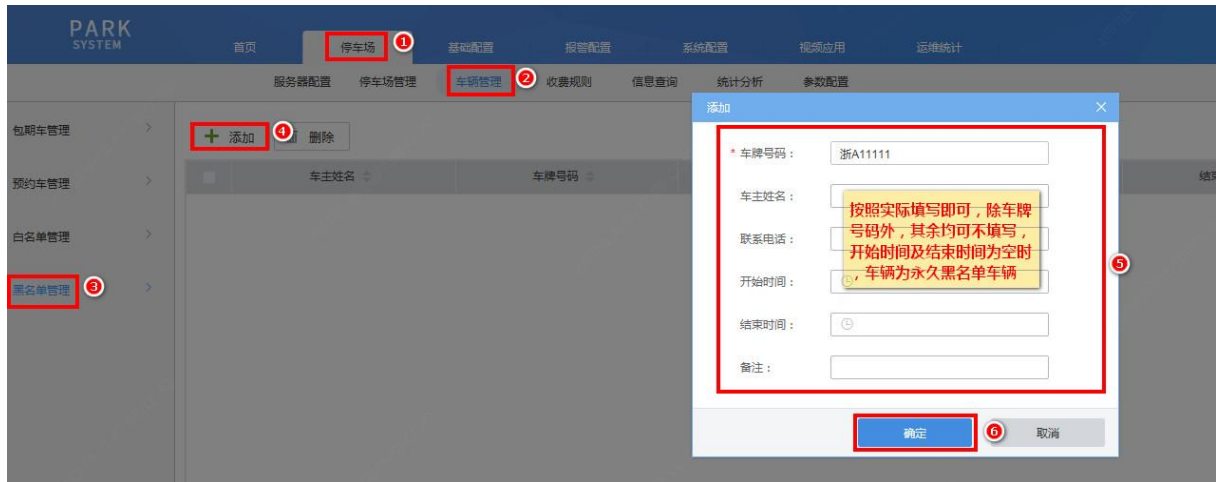 PARK
SYSTEM
首页 停车场 1 基础配置 报警配置 系统配置 视频应用 运维统计
服务器配置 停车场管理 车辆管理 2 收费规则 信息查询 统计分析 参数配置
包期车管理
预约车管理
白名单管理
黑名单管理 3
添加 4 删除
车主姓名 车牌号码
添加
* 车牌号码： 浙A11111
车主姓名：
联系电话：
开始时间：
结束时间：
备注：
按照实际填写即可，除车牌
号码外，其余均可不填写，
开始时间及结束时间为空时
，车辆为永久黑名单车辆
5
确定 6 取消